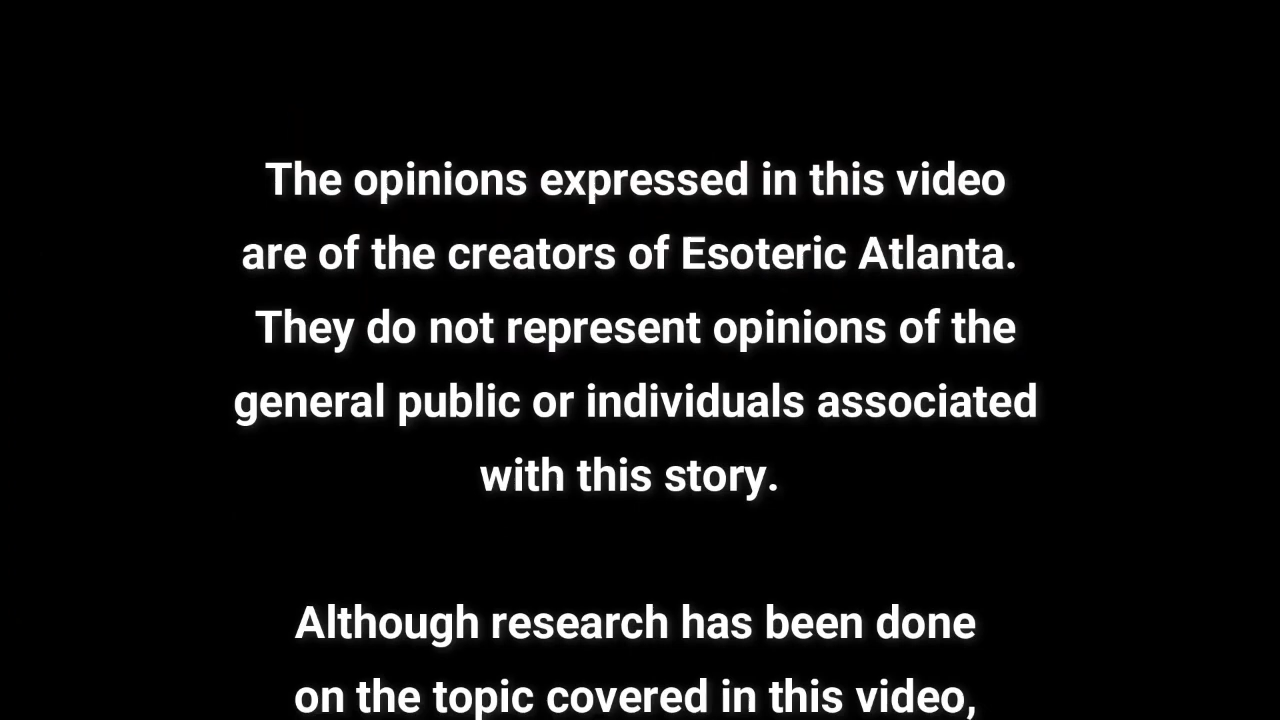 The opinions expressed in this video
are of the creators of Esoteric Atlanta.
They do not represent opinions of the
general public or individuals associated
with this story.
Although research has been done
on the topic covered in this video,